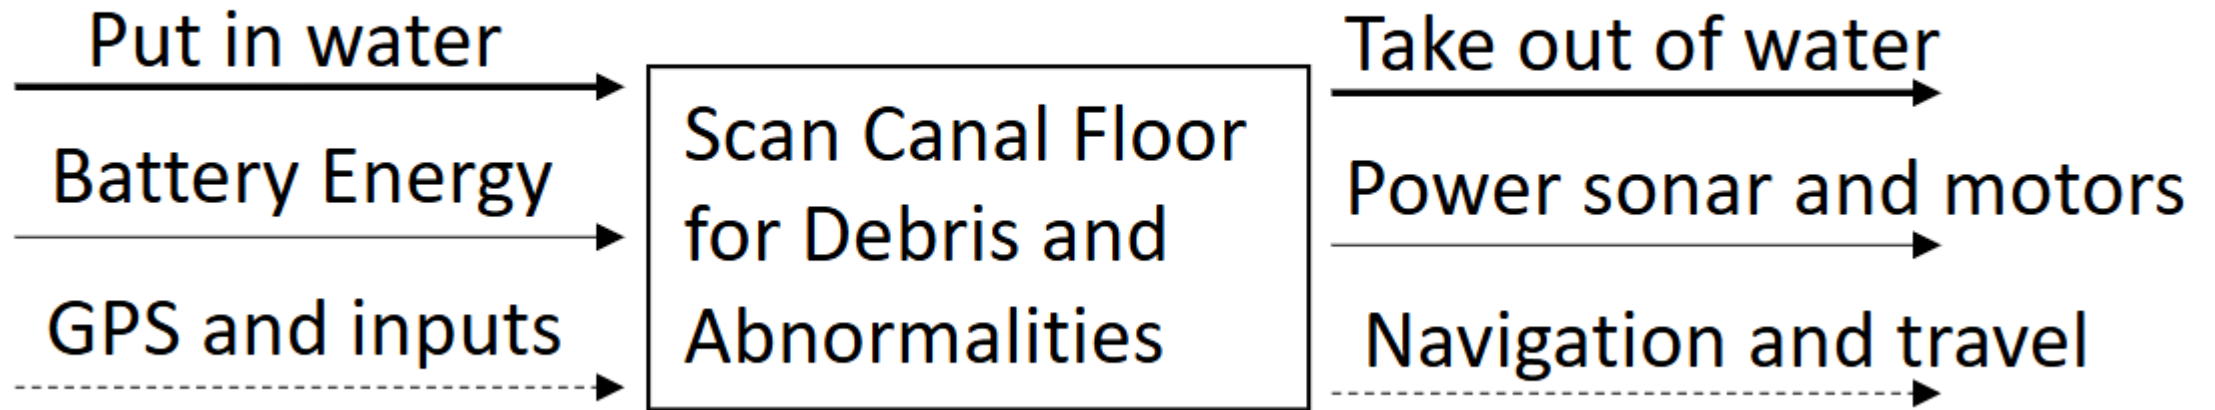 Put in water
Battery Energy
GPS and inputs
Scan Canal Floor
for Debris and
Abnormalities
Take out of water
Power sonar and motors
Navigation and travel